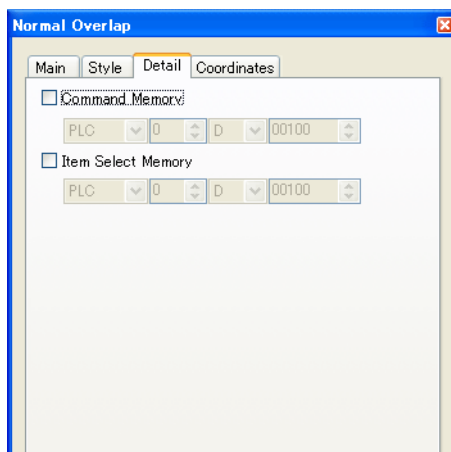 Normal Overlap
Main Style Detail Coordinates
Command Memory
PLC 0 D 00100
Item Select Memory
PLC 0 D 00100